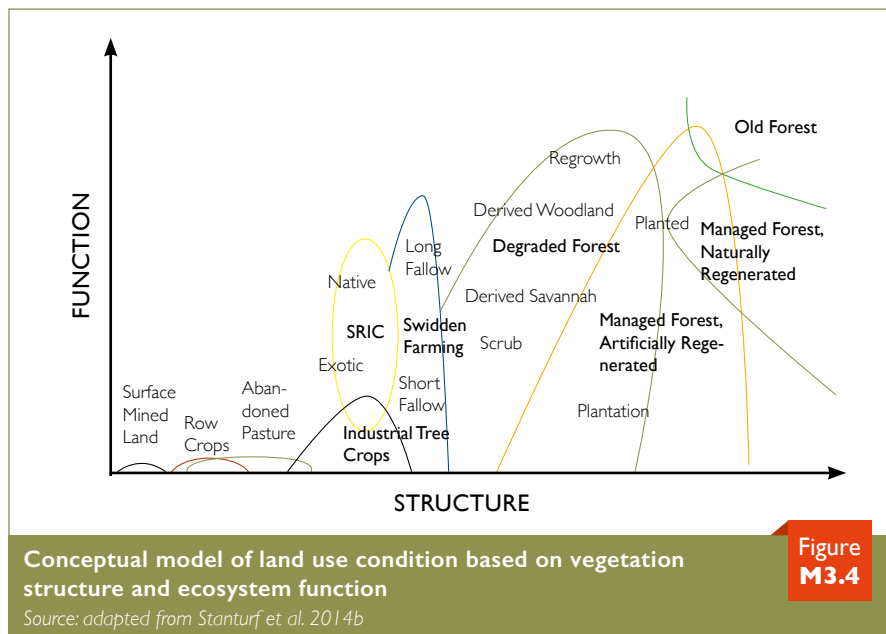 FUNCTION
Old Forest
Regrowth
Derived Woodland
Planted
Managed Forest,
Naturally
Regenerated
Degraded Forest
Long
Fallow
Native
Derived Savannah
SRIC
Swidden
Farming
Managed Forest,
Artificially Rege-
nerated
Scrub
Exotic
Short
Fallow
Surface
Mined
Land
Row
Crops
Aban-
doned
Pasture
Plantation
Industrial Tree
Crops
STRUCTURE
Conceptual model of land use condition based on vegetation
structure and ecosystem function
Source: adapted from Stanturf et al. 2014b
Figure
M3.4